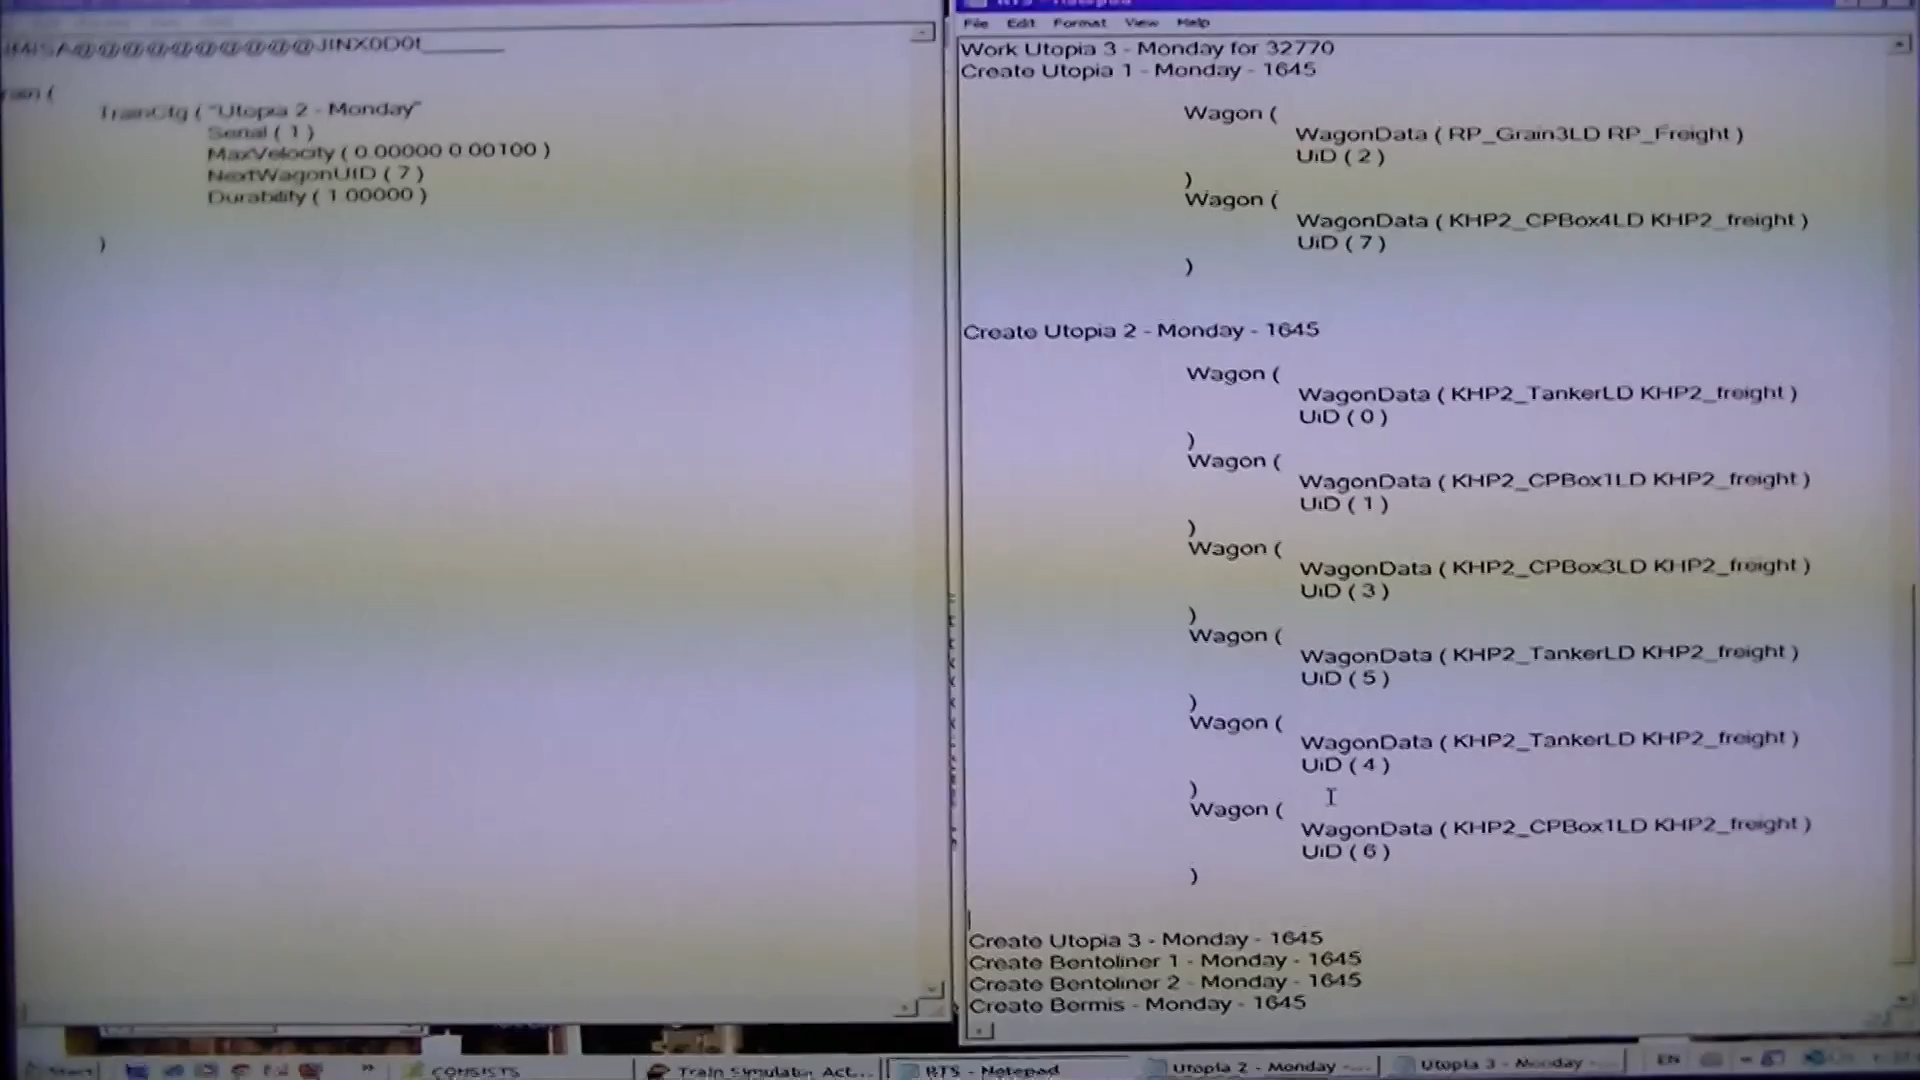 JINX0D0t______
TrainCfg ( "Utopia 2 - Monday"
Serial ( 1 )
MaxVelocity ( 0.00000 0.00100 )
NextWagonUID ( 7 )
Durability ( 1.00000 )
)
RTS - Notepad
File Edit Format View Help
Work Utopia 3 - Monday for 32770
Create Utopia 1 - Monday - 1645
Wagon (
WagonData ( RP_Grain3LD RP_Freight )
UiD ( 2 )
)
Wagon (
WagonData ( KHP2_CPBox4LD KHP2_freight )
UiD ( 7 )
)
Create Utopia 2 - Monday - 1645
Wagon (
WagonData ( KHP2_TankerLD KHP2_freight )
UiD ( 0 )
)
Wagon (
WagonData ( KHP2_CPBox1LD KHP2_freight )
UiD ( 1 )
)
Wagon (
WagonData ( KHP2_CPBox3LD KHP2_freight )
UiD ( 3 )
)
Wagon (
WagonData ( KHP2_TankerLD KHP2_freight )
UiD ( 5 )
)
Wagon (
WagonData ( KHP2_TankerLD KHP2_freight )
UiD ( 4 )
)
Wagon (
WagonData ( KHP2_CPBox1LD KHP2_freight )
UiD ( 6 )
)
Create Utopia 3 - Monday - 1645
Create Bentoliner 1 - Monday - 1645
Create Bentoliner 2 - Monday - 1645
Create Bermis - Monday - 1645
Start » CONSISTS Train Simulator Act... RTS - Notepad Utopia 2 - Monday -... Utopia 3 - Monday -... EN